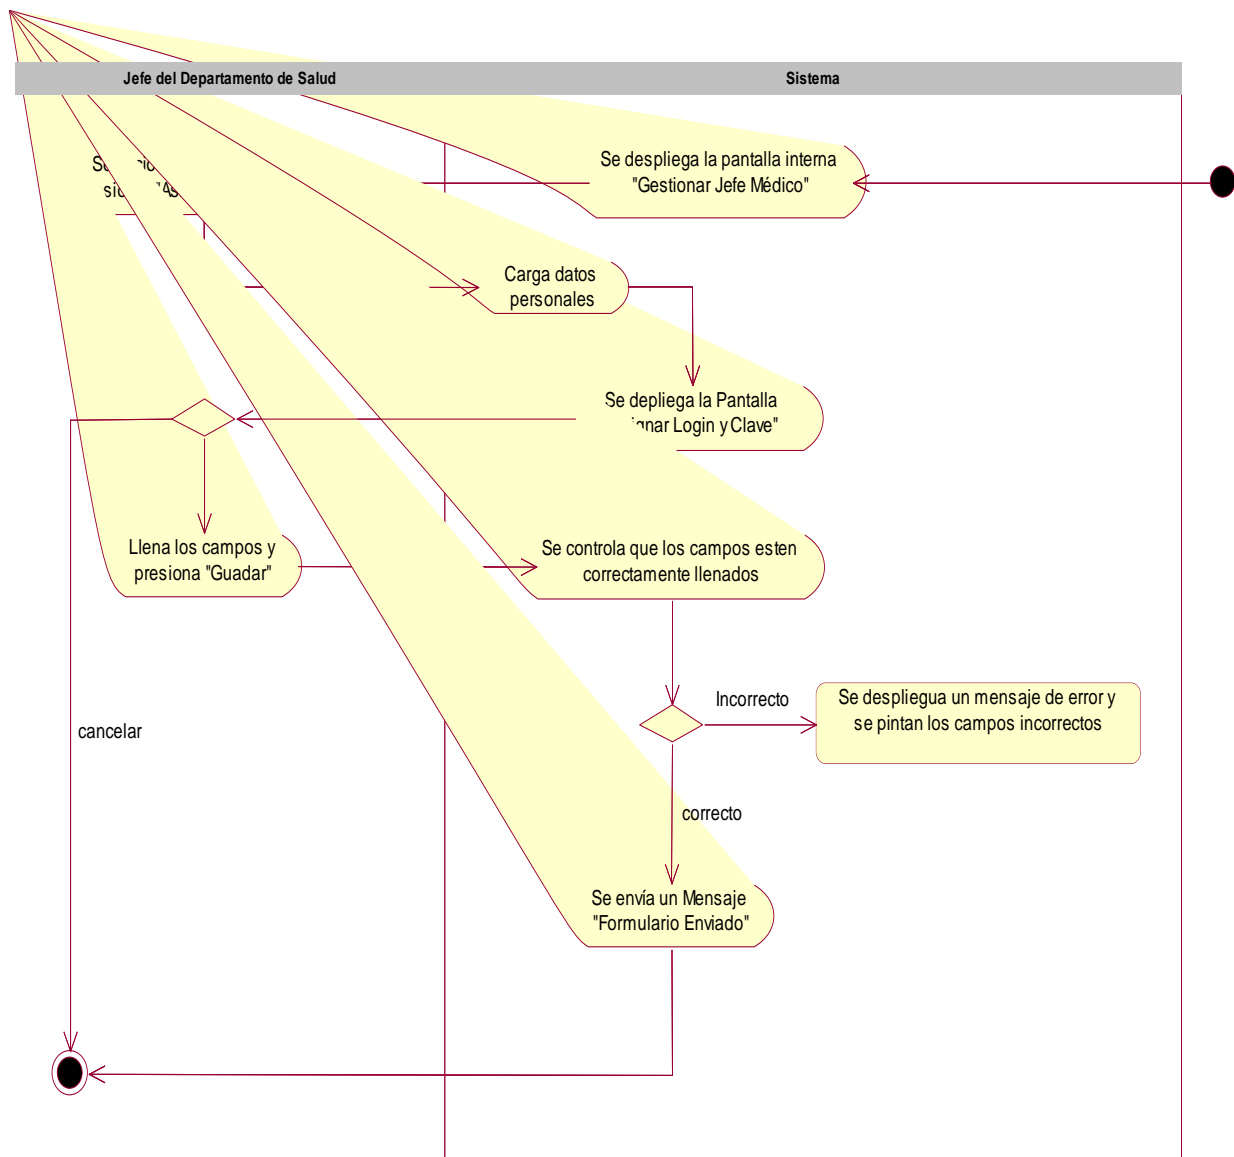 Jefe del Departamento de Salud
Sistema
Se despliega la pantalla interna
"Gestionar Jefe Médico"
Carga datos
personales
Se depliega la Pantalla
Login y Clave"
Llena los campos y
presiona "Guadar"
Se controla que los campos esten
correctamente llenados
Incorrecto
Se despliegua un mensaje de error y
se pintan los campos incorrectos
cancelar
correcto
Se envía un Mensaje
"Formulario Enviado"